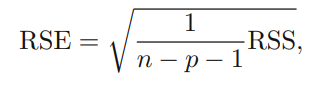 RSE = √(1/(n − p − 1) RSS),